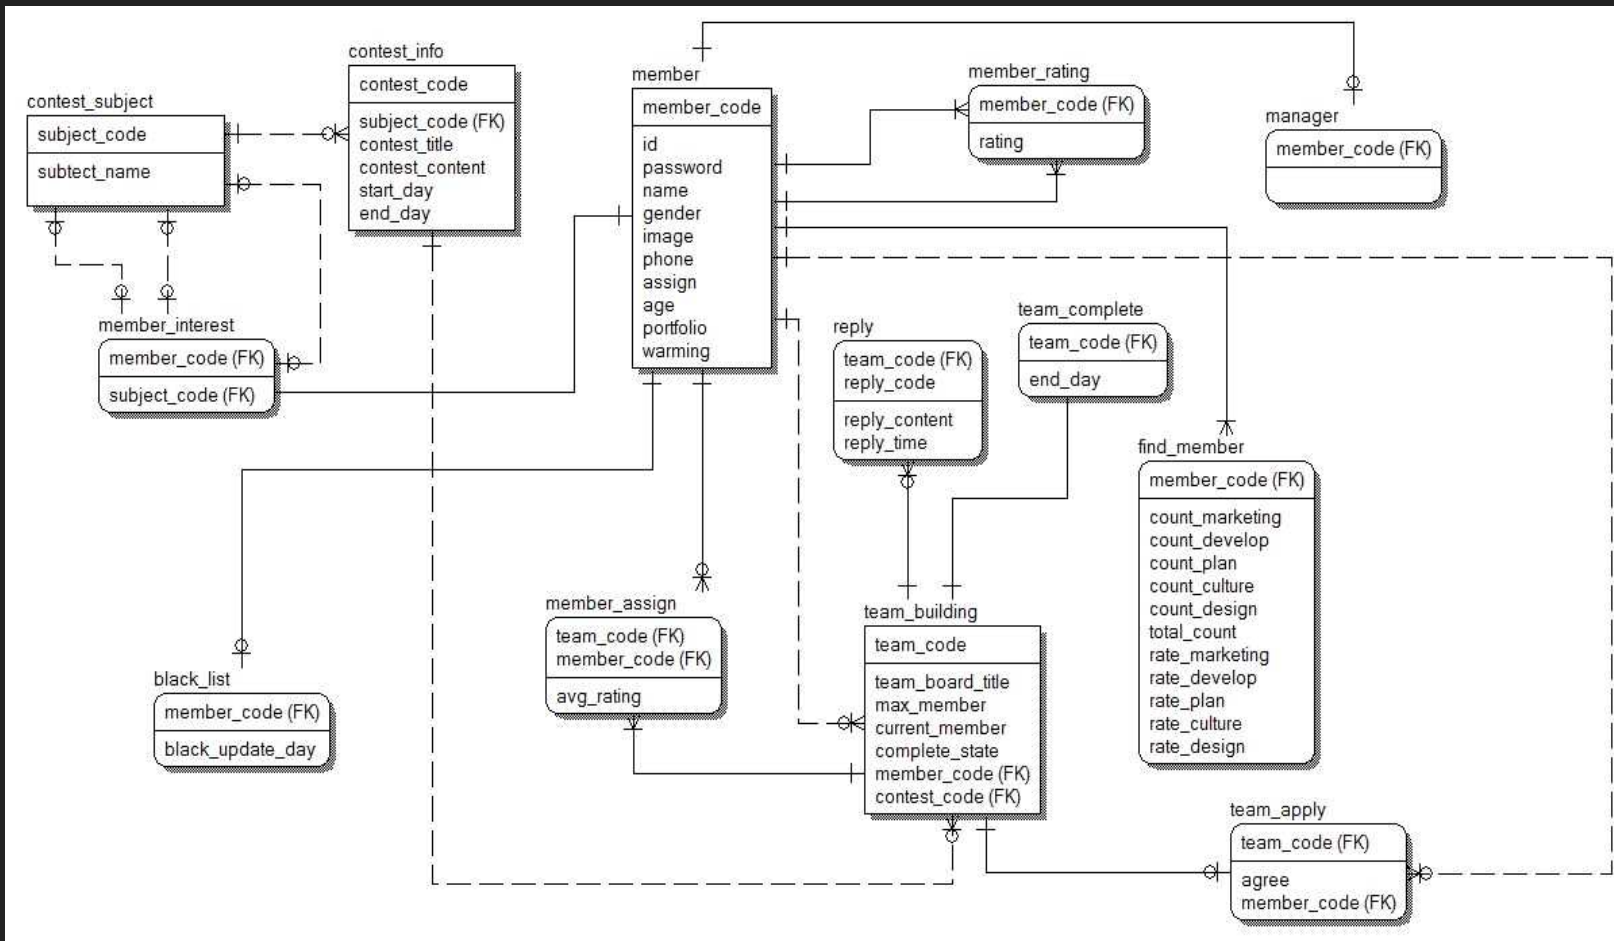 contest_info
contest_code
subject_code (FK)
contest_title
contest_content
start_day
end_day
contest_subject
subject_code
subtect_name
member
member_code
id
password
name
gender
image
phone
assign
age
portfolio
warming
member_rating
member_code (FK)
rating
manager
member_code (FK)
member_interest
member_code (FK)
subject_code (FK)
reply
team_code (FK)
reply_code
reply_content
reply_time
team_complete
team_code (FK)
end_day
find_member
member_code (FK)
count_marketing
count_develop
count_plan
count_culture
count_design
total_count
rate_marketing
rate_develop
rate_plan
rate_culture
rate_design
member_assign
team_code (FK)
member_code (FK)
avg_rating
team_building
team_code
team_board_title
max_member
current_member
complete_state
member_code (FK)
contest_code (FK)
black_list
member_code (FK)
black_update_day
team_apply
team_code (FK)
agree
member_code (FK)